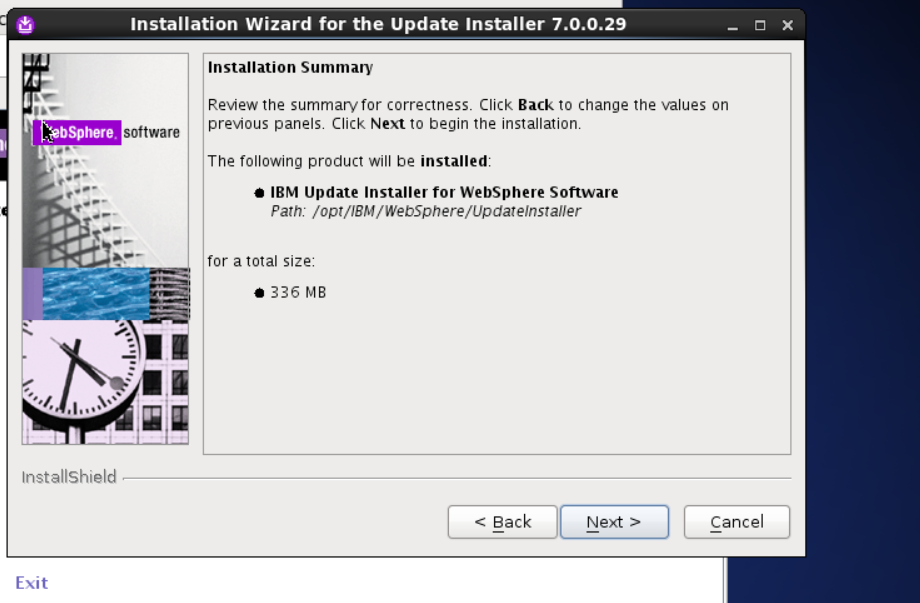 Installation Wizard for the Update Installer 7.0.0.29
Installation Summary
Review the summary for correctness. Click Back to change the values on
previous panels. Click Next to begin the installation.
WebSphere. software
The following product will be installed:
● IBM Update Installer for WebSphere Software
Path: /opt/IBM/WebSphere/UpdateInstaller
for a total size:
● 336 MB
InstallShield
< Back
Next >
Cancel
Exit